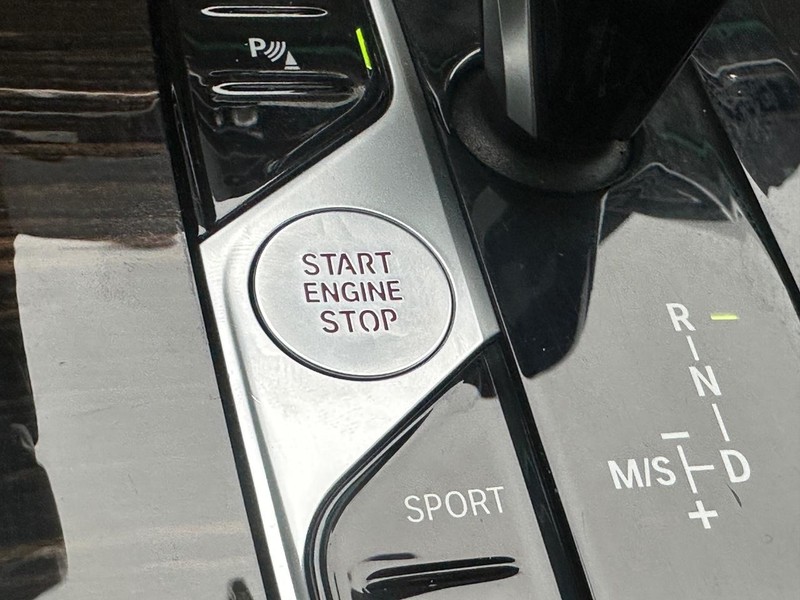 P
START
ENGINE
STOP
SPORT
R
N
M/S
D
+